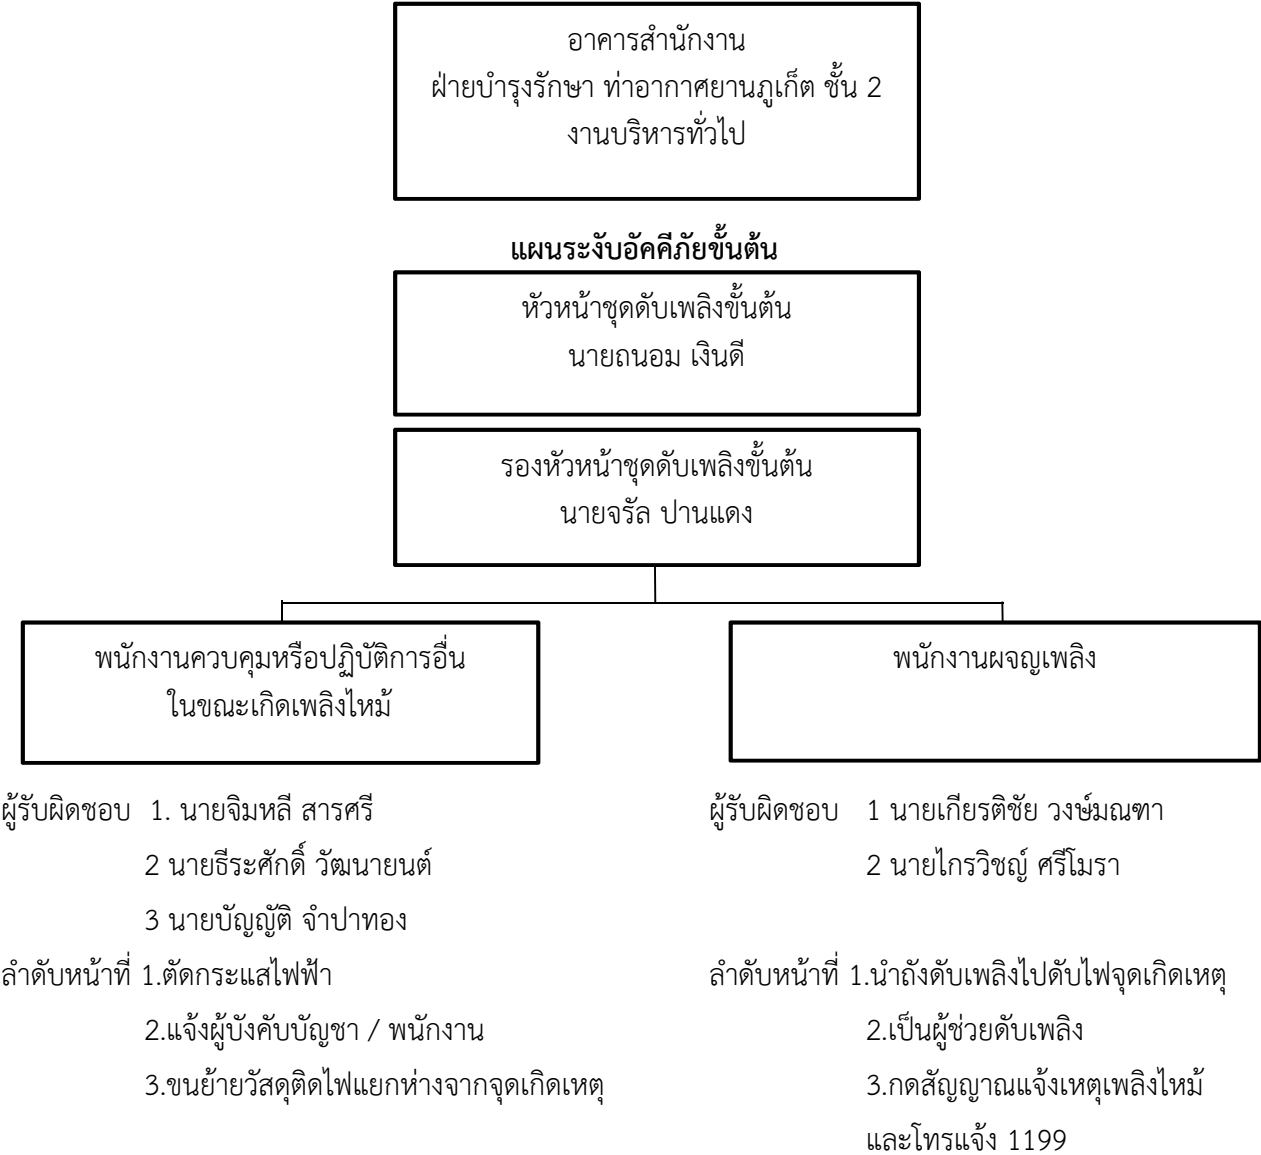 อาคารสำนักงาน
ฝ่ายบำรุงรักษา ท่าอากาศยานภูเก็ต ชั้น 2
งานบริหารทั่วไป
แผนระงับอัคคีภัยขั้นต้น
หัวหน้าชุดดับเพลิงขั้นต้น
นายถนอม เงินดี
รองหัวหน้าชุดดับเพลิงขั้นต้น
นายจรัล ปานแดง
พนักงานควบคุมหรือปฏิบัติการอื่น
ในขณะเกิดเพลิงไหม้
ผู้รับผิดชอบ 1. นายจิมหลี สารศรี
2 นายธีระศักดิ์ วัฒนายนต์
3 นายบัญญัติ จำปาทอง
ลำดับหน้าที่ 1.ตัดกระแสไฟฟ้า
2.แจ้งผู้บังคับบัญชา / พนักงาน
3.ขนย้ายวัสดุติดไฟแยกห่างจากจุดเกิดเหตุ
พนักงานผจญเพลิง
ผู้รับผิดชอบ 1 นายเกียรติชัย วงษ์มณฑา
2 นายไกรวิชญ์ ศรีโมรา
ลำดับหน้าที่ 1.นำถังดับเพลิงไปดับไฟจุดเกิดเหตุ
2.เป็นผู้ช่วยดับเพลิง
3.กดสัญญาณแจ้งเหตุเพลิงไหม้
และโทรแจ้ง 1199